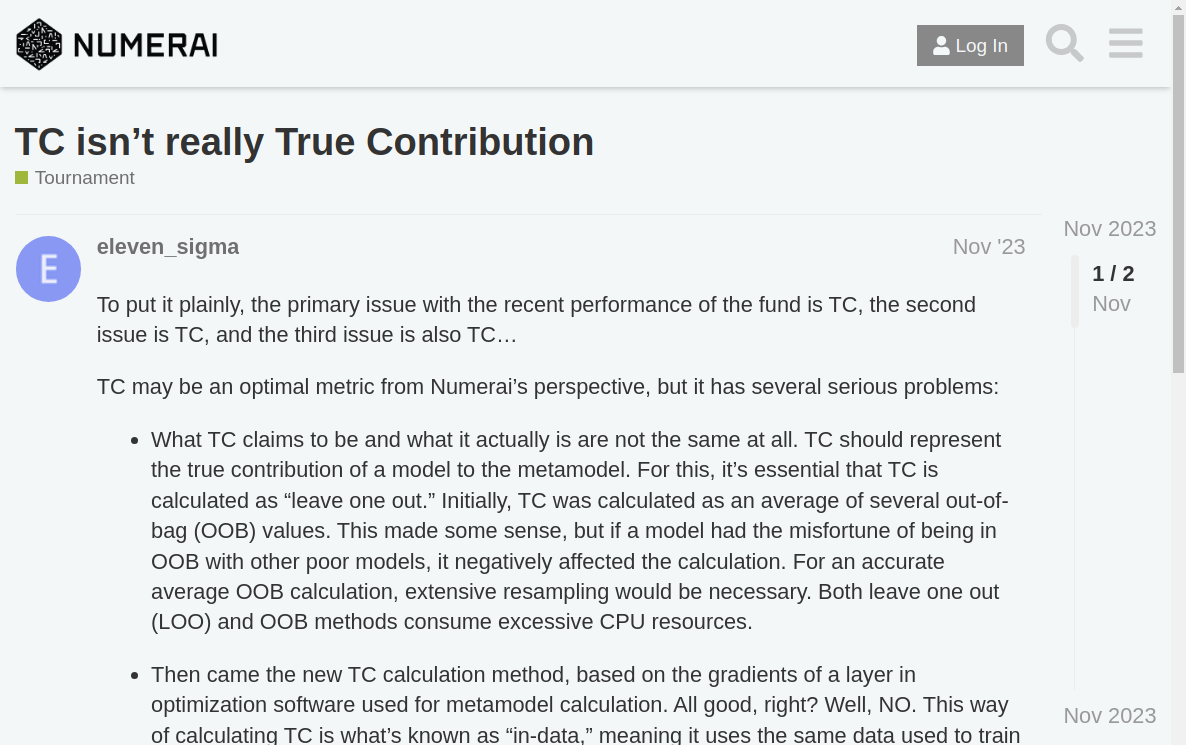 NUMERAI
Log In
TC isn’t really True Contribution
Tournament
Nov 2023
E
eleven_sigma
Nov '23
1 / 2
Nov
To put it plainly, the primary issue with the recent performance of the fund is TC, the second
issue is TC, and the third issue is also TC…
TC may be an optimal metric from Numerai’s perspective, but it has several serious problems:
• What TC claims to be and what it actually is are not the same at all. TC should represent
the true contribution of a model to the metamodel. For this, it’s essential that TC is
calculated as “leave one out.” Initially, TC was calculated as an average of several out-of-
bag (OOB) values. This made some sense, but if a model had the misfortune of being in
OOB with other poor models, it negatively affected the calculation. For an accurate
average OOB calculation, extensive resampling would be necessary. Both leave one out
(LOO) and OOB methods consume excessive CPU resources.
• Then came the new TC calculation method, based on the gradients of a layer in
optimization software used for metamodel calculation. All good, right? Well, NO. This way
of calculating TC is what’s known as “in-data,” meaning it uses the same data used to train
Nov 2023